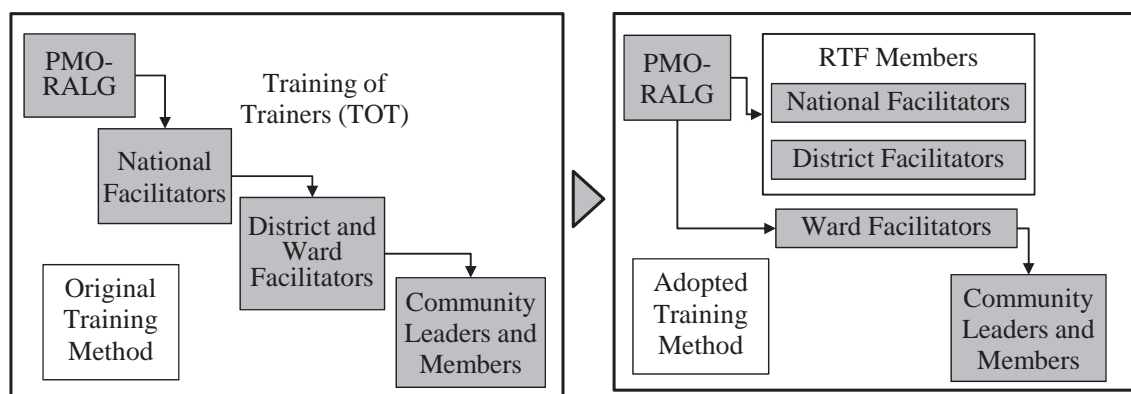 PMO-
RALG
Training of
Trainers (TOT)
National
Facilitators
District and
Ward
Facilitators
Community
Leaders and
Members
Original
Training
Method
PMO-
RALG
RTF Members
National Facilitators
District Facilitators
Ward Facilitators
Community
Leaders and
Members
Adopted
Training
Method